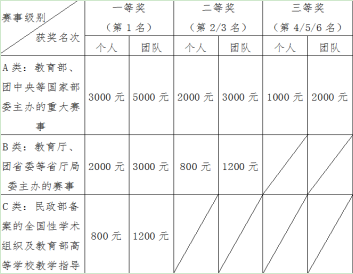 赛事级别
获奖名次
一等奖
（第 1 名）
二等奖
（第 2/3 名）
三等奖
（第 4/5/6 名）
个人 团队 个人 团队 个人 团队
A 类：教育部、
团中央等国家部
委主办的重大赛
事
3000 元 5000 元 2000 元 3000 元 1000 元 2000 元
B 类：教育厅、
团省委等省厅局
委主办的赛事
2000 元 3000 元 800 元 1200 元
C 类：民政部备
案的全国性学术
组织及教育部高
等学校教学指导
800 元 1200 元